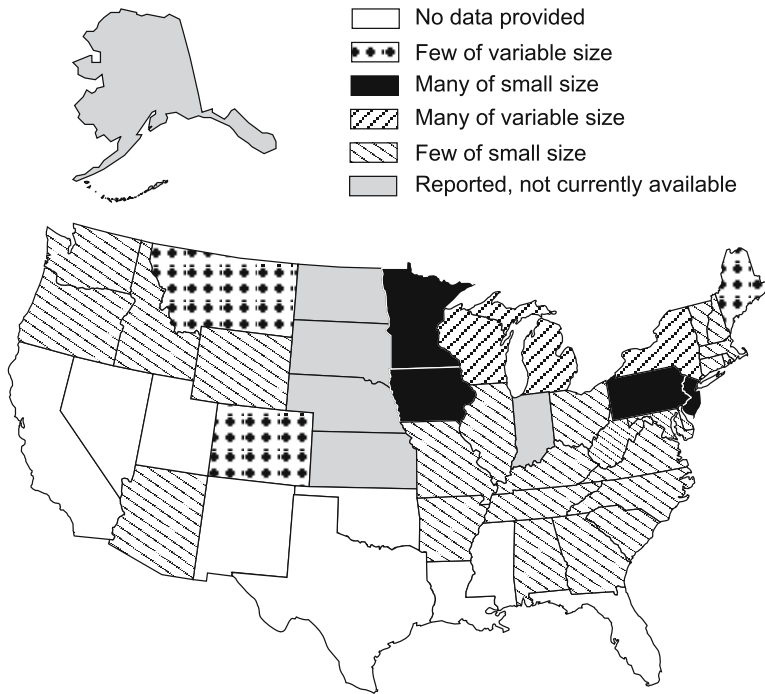 No data provided
Few of variable size
Many of small size
Many of variable size
Few of small size
Reported, not currently available